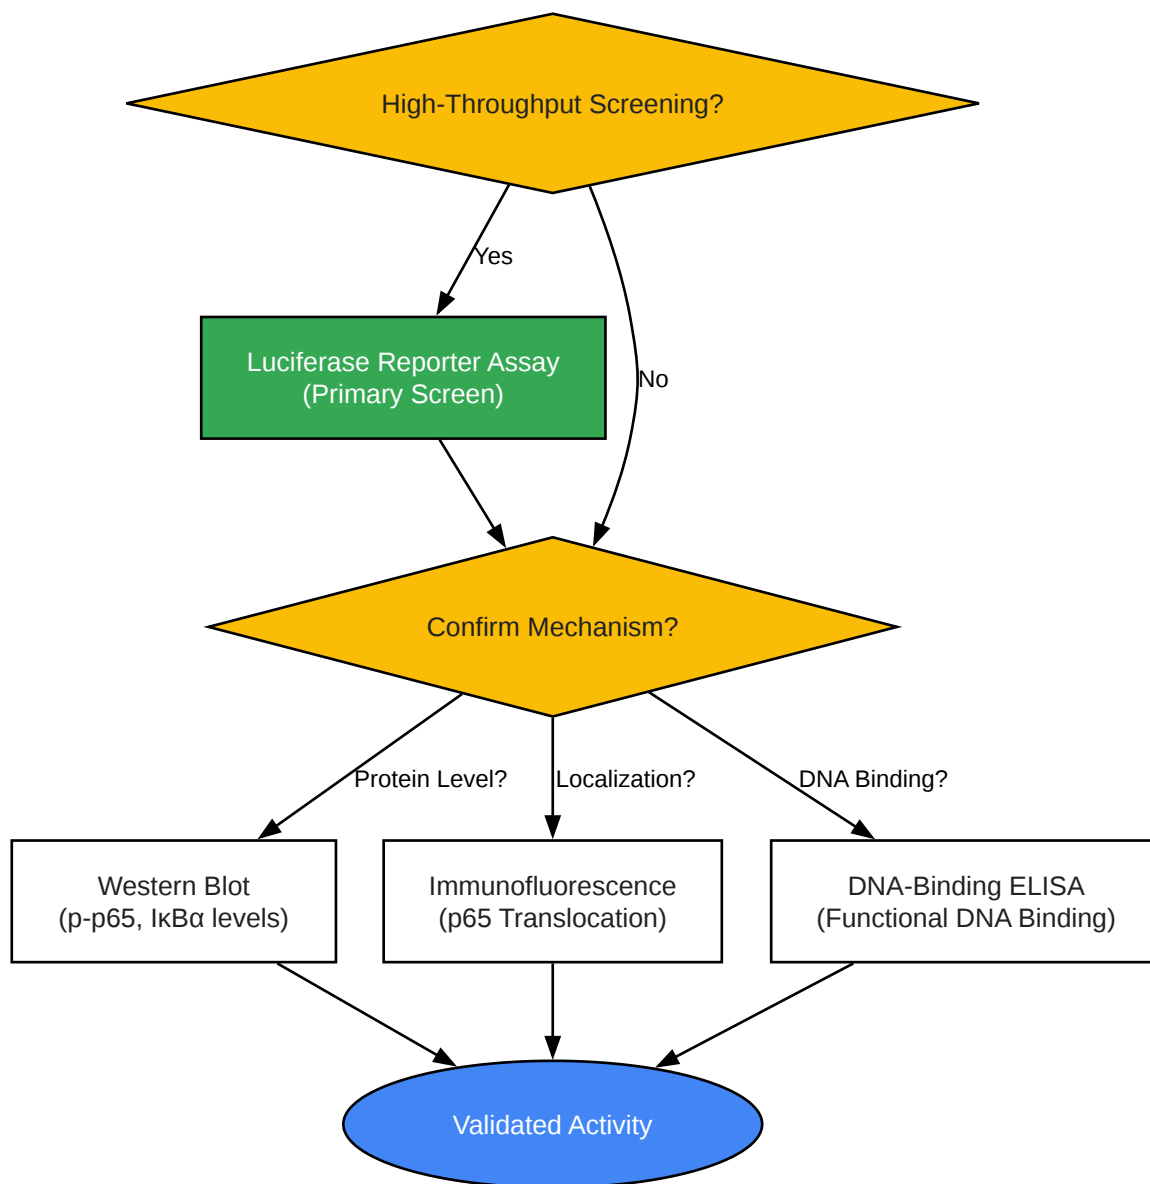 High-Throughput Screening?
Yes
Luciferase Reporter Assay
(Primary Screen)
No
Confirm Mechanism?
Protein Level?
Localization?
DNA Binding?
Western Blot
(p-p65, IκBα levels)
Immunofluorescence
(p65 Translocation)
DNA-Binding ELISA
(Functional DNA Binding)
Validated Activity